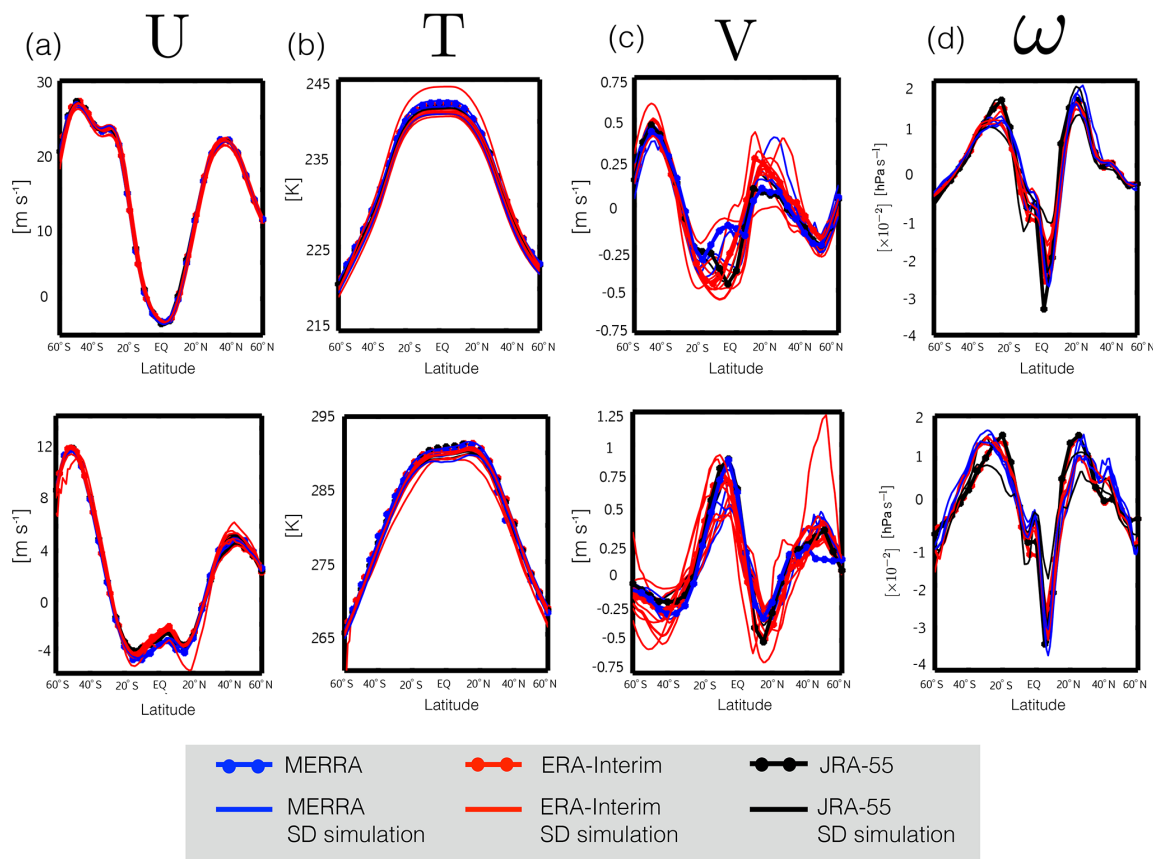 (a) U (b) T (c) V (d) ω
30
20
10
0
[m s⁻¹]
60°S 40°S 20°S EQ 20°N 40°N 60°N
Latitude
245
235
225
215
[K]
60°S 40°S 20°S EQ 20°N 40°N 60°N
Latitude
0.75
0.5
0.25
0
-0.25
-0.5
-0.75
[m s⁻¹]
60°S 40°S 20°S EQ 20°N 40°N 60°N
Latitude
2
1
0
-1
-2
-3
-4
[×10⁻²] [hPa s⁻¹]
60°S 40°S 20°S EQ 20°N 40°N 60°N
Latitude
12
8
4
0
-4
[m s⁻¹]
60°S 40°S 20°S EQ 20°N 40°N 60°N
Latitude
295
285
275
265
[K]
60°S 40°S 20°S EQ 20°N 40°N 60°N
Latitude
1.25
1
0.75
0.5
0.25
0
-0.25
-0.5
-0.75
[m s⁻¹]
60°S 40°S 20°S EQ 20°N 40°N 60°N
Latitude
2
1
0
-1
-2
-3
-4
[×10⁻²] [hPa s⁻¹]
60°S 40°S 20°S EQ 20°N 40°N 60°N
Latitude
MERRA ERA-Interim JRA-55
MERRA ERA-Interim JRA-55
SD simulation SD simulation SD simulation